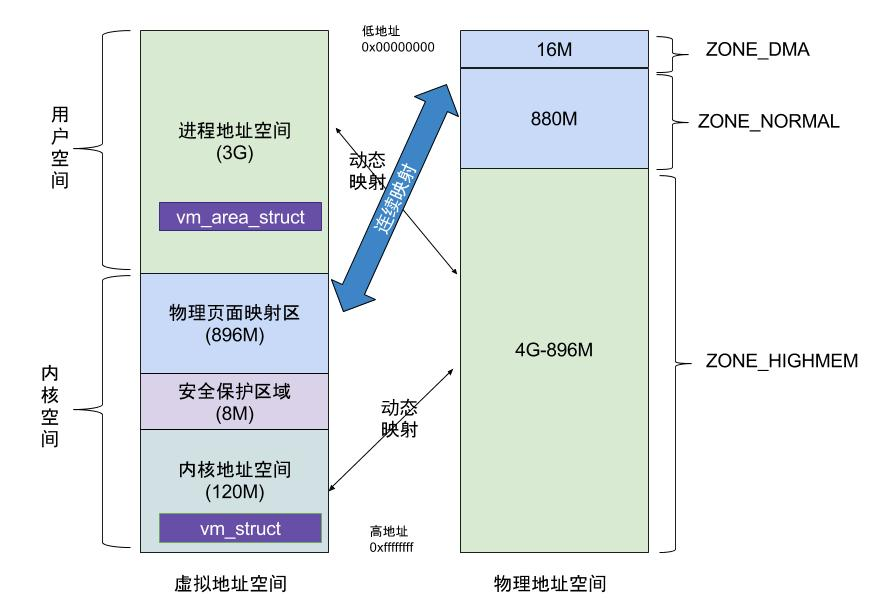 低地址
0x00000000
用户空间
进程地址空间
(3G)
vm_area_struct
内核空间
物理页面映射区
(896M)
安全保护区域
(8M)
内核地址空间
(120M)
vm_struct
虚拟地址空间
动态
映射
连续映射
动态
映射
高地址
0xffffffff
16M
880M
4G-896M
物理地址空间
ZONE_DMA
ZONE_NORMAL
ZONE_HIGHMEM